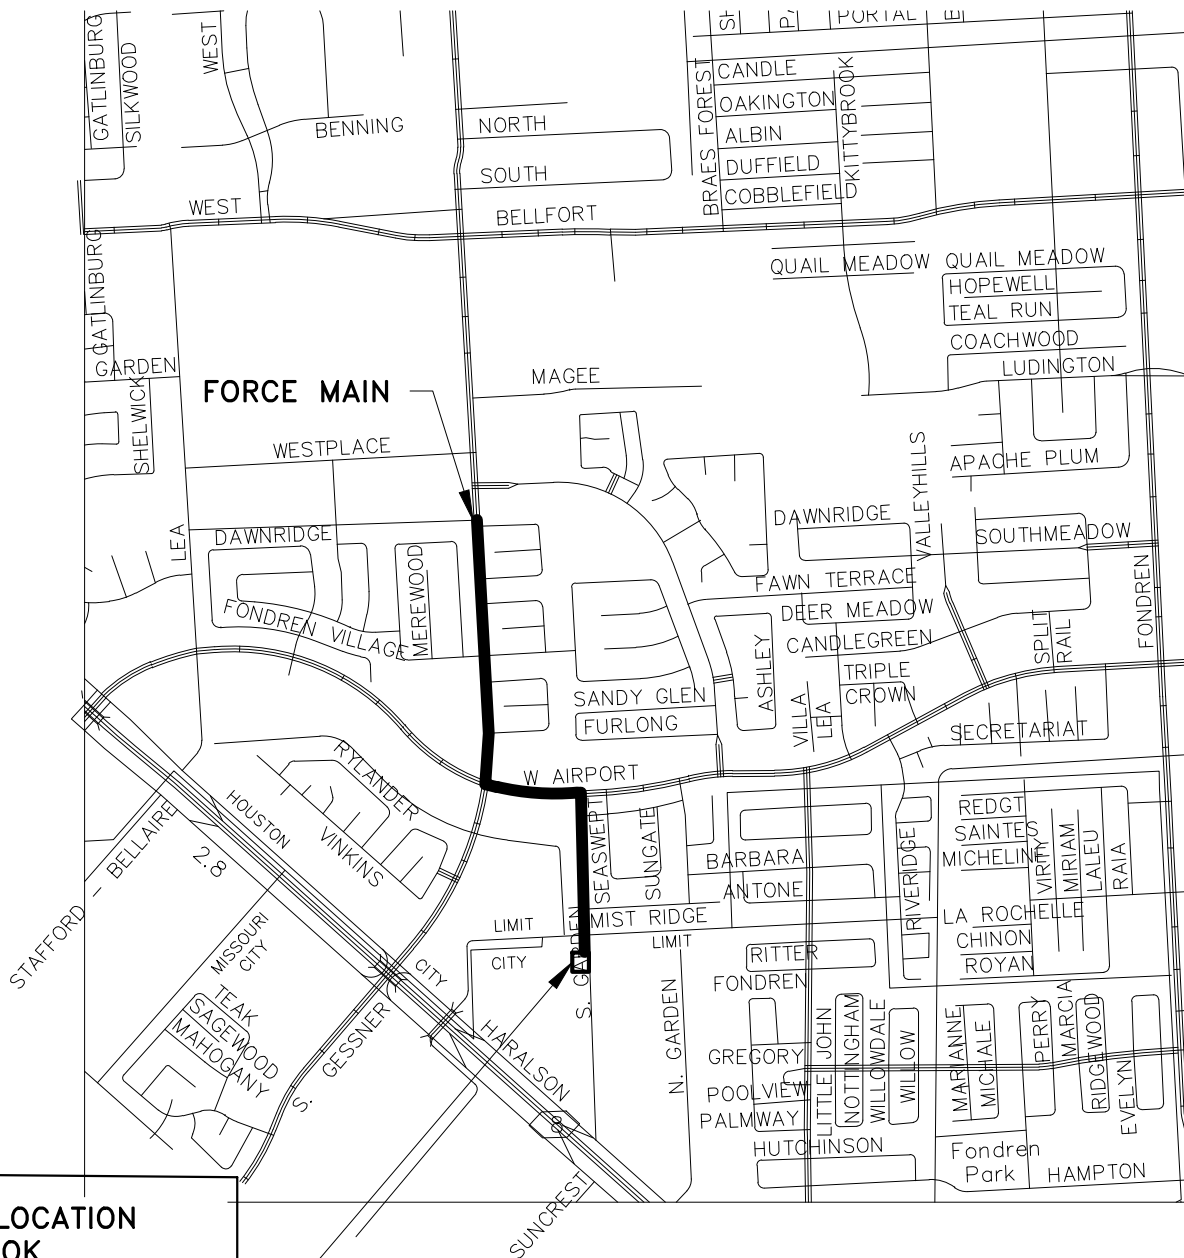 GATLINBURG
SILKWOOD
WEST
BENNING
NORTH
SOUTH
BRAES FOREST
PORTAL
CANDLE
OAKINGTON
ALBIN
DUFFIELD
COBBLEFIELD
KITTYBROOK
WEST
BELLFORT
GATLINBURG
QUAIL MEADOW
QUAIL MEADOW
HOPEWELL
TEAL RUN
COACHWOOD
LUDINGTON
GARDEN
SHELWICK
FORCE MAIN
MAGEE
WESTPLACE
APACHE PLUM
VALLEYHILLS
LEA
DAWNRIDGE
DAWNRIDGE
SOUTHMEADOW
FONDREN
MEREWOOD
FONDREN VILLAGE
FAWN TERRACE
DEER MEADOW
CANDLEGREEN
SPLIT
RAIL
ASHLEY
TRIPLE
CROWN
VILLA
LEA
SANDY GLEN
FURLONG
SECRETARIAT
RYLANDER
W AIRPORT
VINKINS
HOUSTON
2.8
STAFFORD - BELLAIRE
SEASWEPT
SUNGATE
BARBARA
ANTONE
RIVERIDGE
REDGT
SAINTES
MICHELINE
VIREY
MIRIAM
LALEU
RAIA
MIST RIDGE
LIMIT
CITY
LIMIT
LA ROCHELLE
CHINON
ROYAN
RITTER
FONDREN
MISSOURI
CITY
CITY
S. GARDEN
N. GARDEN
TEAK
SAGEWOOD
MAHOGANY
S. GESSNER
HARALSON
GREGORY
POOLVIEW
PALMWAY
HUTCHINSON
LITTLE JOHN
NOTTINGHAM
WILLOWDALE
WILLOW
MARIANNE
MICHALE
PERRY
MARCIA
RIDGEWOOD
EVELYN
Fondren
Park
HAMPTON
SUNCREST
LOCATION
OK